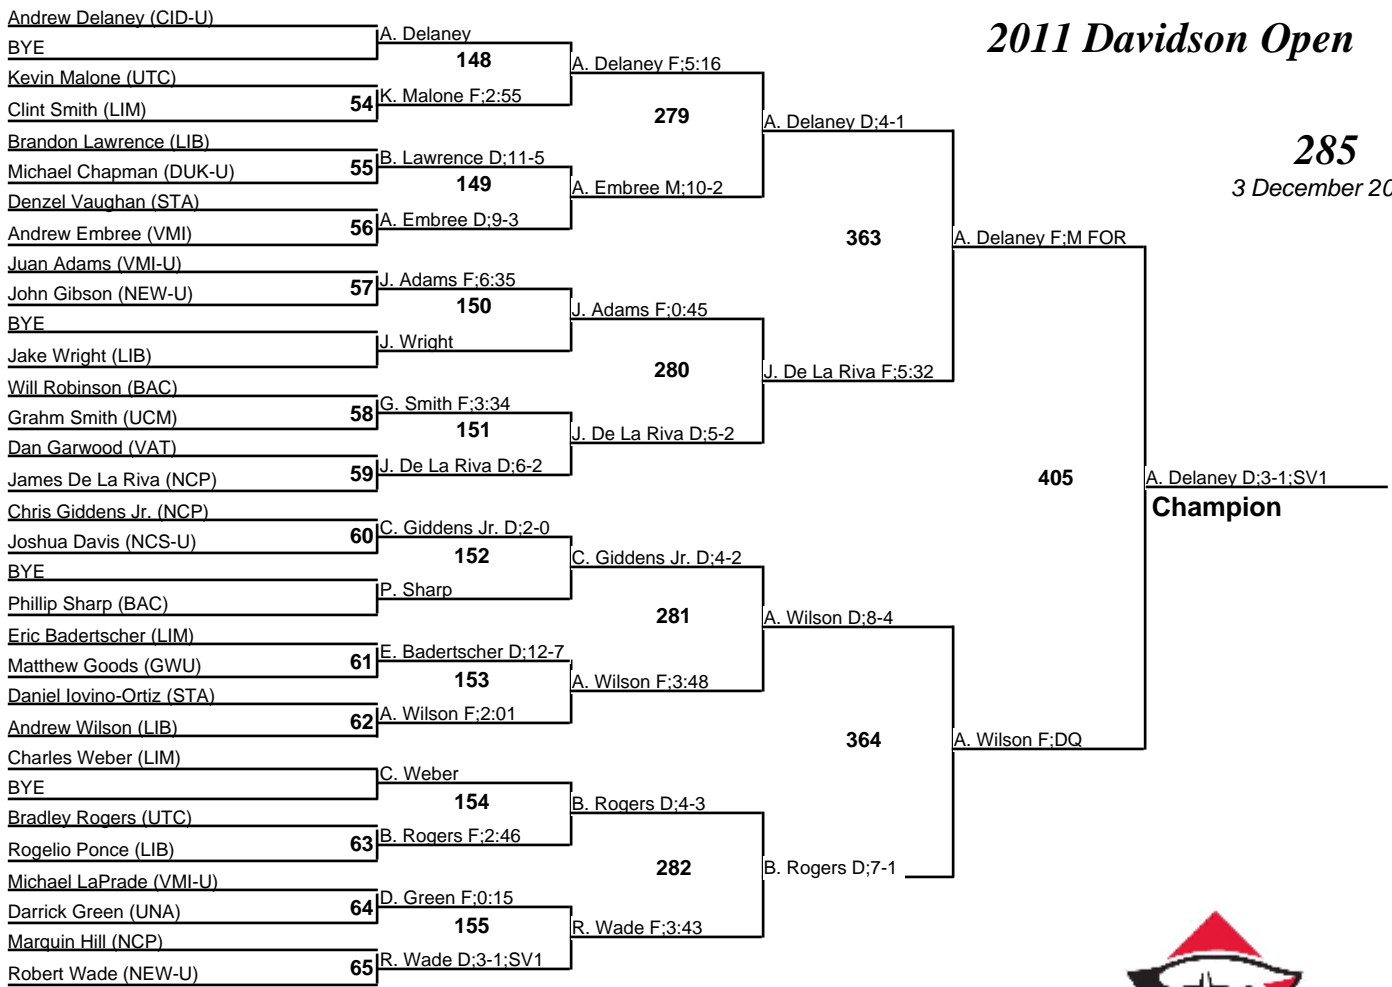 2011 Davidson Open
285
3 December 20
Andrew Delaney (CID-U)
BYE
Kevin Malone (UTC)
Clint Smith (LIM)
Brandon Lawrence (LIB)
Michael Chapman (DUK-U)
Denzel Vaughan (STA)
Andrew Embree (VMI)
Juan Adams (VMI-U)
John Gibson (NEW-U)
BYE
Jake Wright (LIB)
Will Robinson (BAC)
Grahm Smith (UCM)
Dan Garwood (VAT)
James De La Riva (NCP)
Chris Giddens Jr. (NCP)
Joshua Davis (NCS-U)
BYE
Phillip Sharp (BAC)
Eric Badertscher (LIM)
Matthew Goods (GWU)
Daniel Iovino-Ortiz (STA)
Andrew Wilson (LIB)
Charles Weber (LIM)
BYE
Bradley Rogers (UTC)
Rogelio Ponce (LIB)
Michael LaPrade (VMI-U)
Darrick Green (UNA)
Marquin Hill (NCP)
Robert Wade (NEW-U)
54
55
56
57
58
59
60
61
62
63
64
65
A. Delaney
148
K. Malone F;2:55
B. Lawrence D;11-5
149
A. Embree D;9-3
J. Adams F;6:35
150
J. Wright
G. Smith F;3:34
151
J. De La Riva D;6-2
C. Giddens Jr. D;2-0
152
P. Sharp
E. Badertscher D;12-7
153
A. Wilson F;2:01
C. Weber
154
B. Rogers F;2:46
D. Green F;0:15
155
R. Wade D;3-1;SV1
A. Delaney F;5:16
279
A. Embree M;10-2
J. Adams F;0:45
280
J. De La Riva D;5-2
C. Giddens Jr. D;4-2
281
A. Wilson F;3:48
B. Rogers D;4-3
282
R. Wade F;3:43
A. Delaney D;4-1
363
J. De La Riva F;5:32
A. Wilson D;8-4
364
B. Rogers D;7-1
A. Delaney F;M FOR
405
A. Wilson F;DQ
A. Delaney D;3-1;SV1
Champion